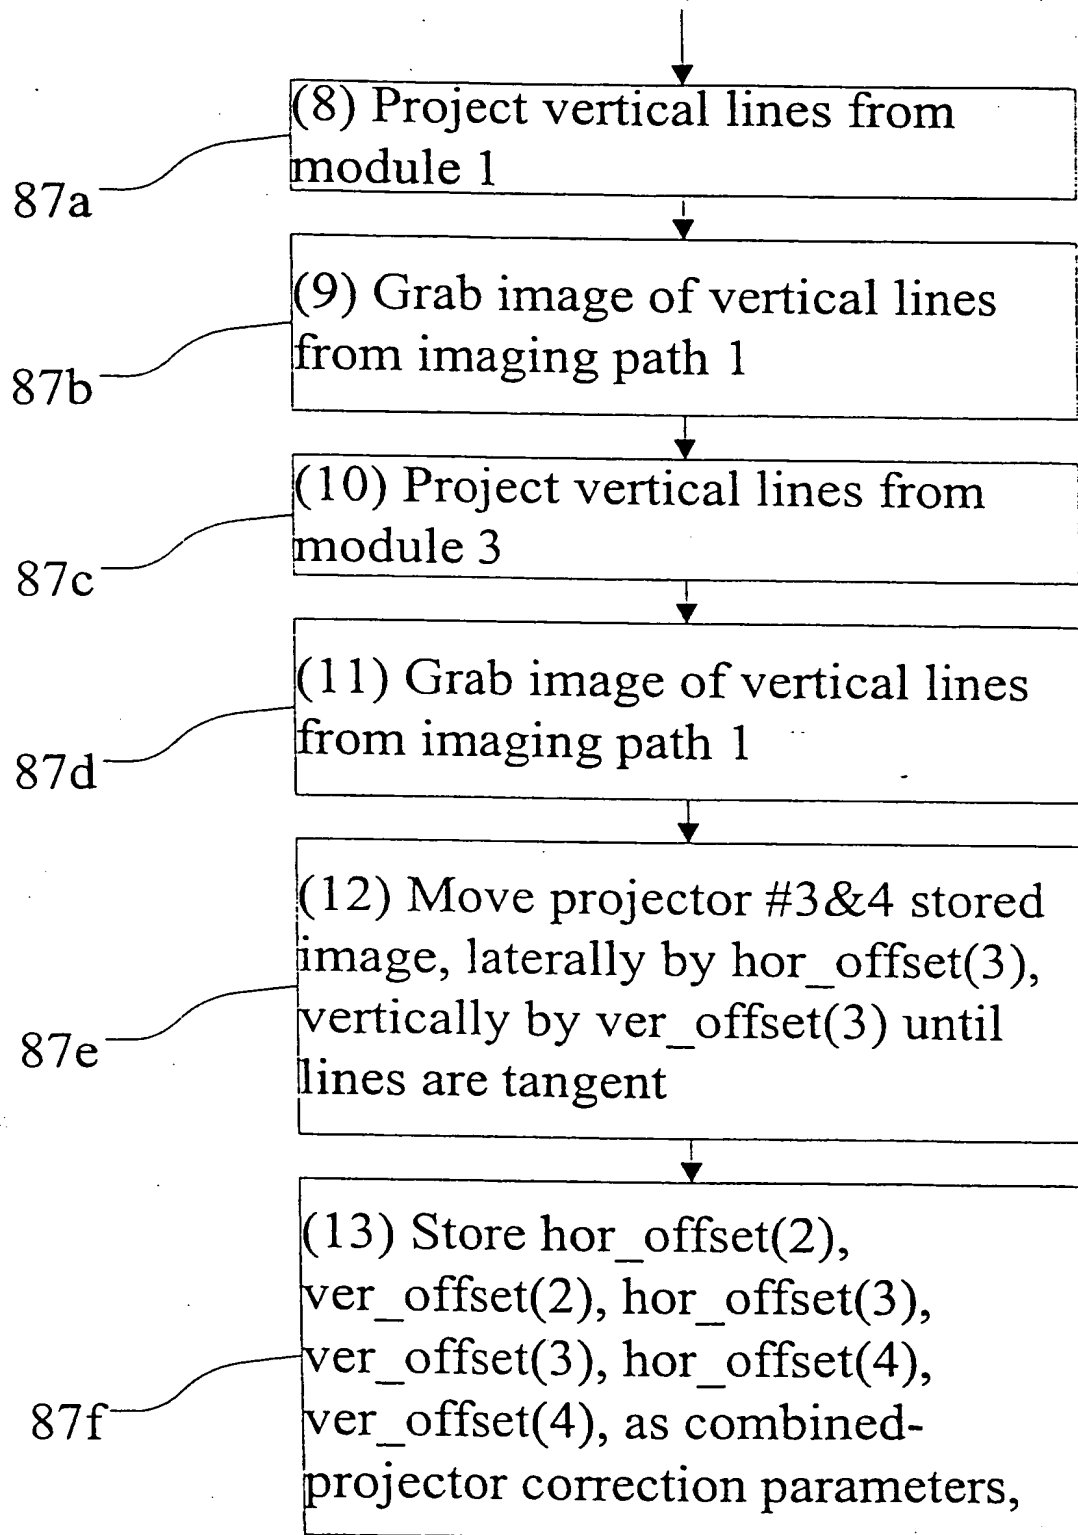 (8) Project vertical lines from
module 1
87a
(9) Grab image of vertical lines
from imaging path 1
87b
(10) Project vertical lines from
module 3
87c
(11) Grab image of vertical lines
from imaging path 1
87d
(12) Move projector #3&4 stored
image, laterally by hor_offset(3),
vertically by ver_offset(3) until
lines are tangent
87e
(13) Store hor_offset(2),
ver_offset(2), hor_offset(3),
ver_offset(3), hor_offset(4),
ver_offset(4), as combined-
projector correction parameters,
87f